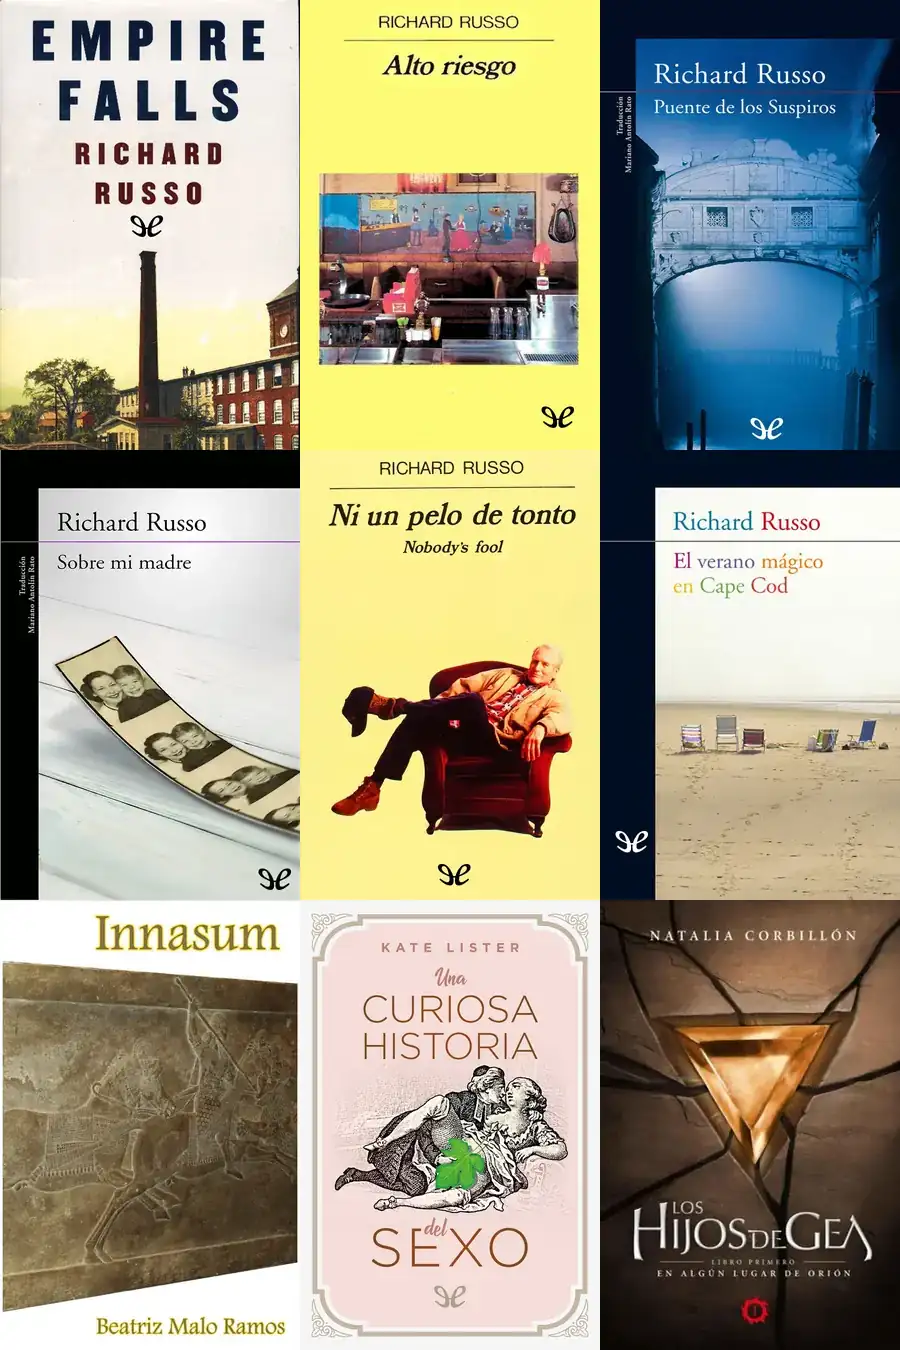 EMPIRE
FALLS
RICHARD
RUSSO
RICHARD RUSSO
Alto riesgo
Richard Russo
Puente de los Suspiros
Traducción
Mariano Antolín Rato
Richard Russo
Sobre mi madre
Traducción
Mariano Antolín Rato
RICHARD RUSSO
Ni un pelo de tonto
Nobody's fool
Richard Russo
El verano mágico
en Cape Cod
Innasum
Beatriz Malo Ramos
KATE LISTER
Una
CURIOSA
HISTORIA
del
SEXO
NATALIA CORBILLÓN
LOS
HIJOS DE GEA
LIBRO PRIMERO
EN ALGÚN LUGAR DE ORIÓN